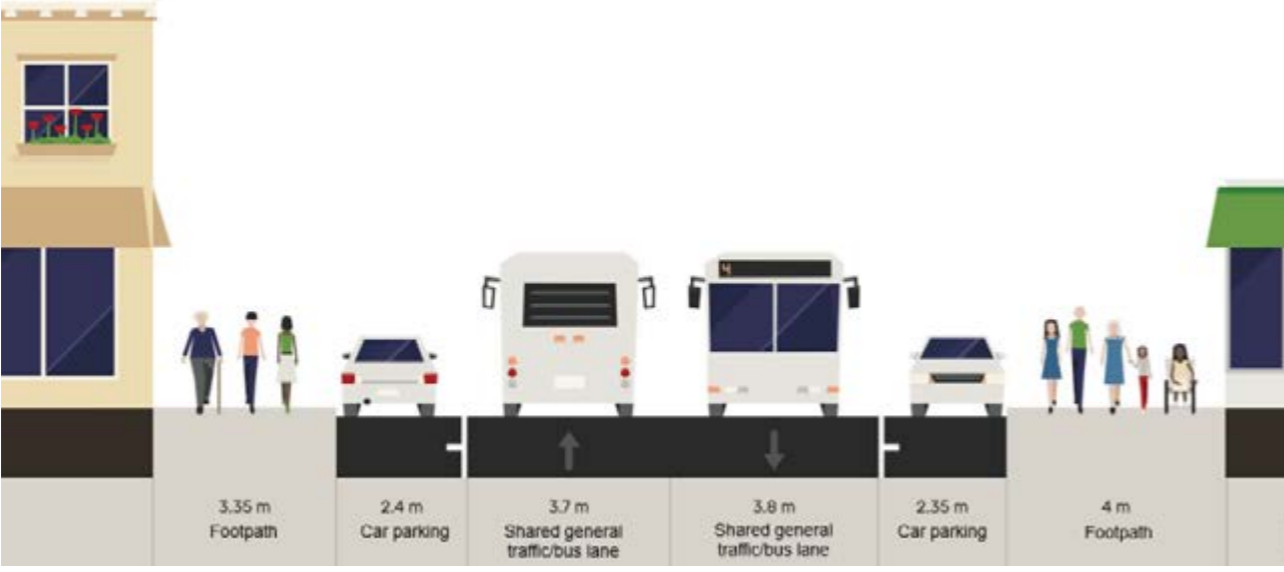 4
3.35 m
Footpath
2.4 m
Car parking
3.7 m
Shared general
traffic/bus lane
3.8 m
Shared general
traffic/bus lane
2.35 m
Car parking
4 m
Footpath